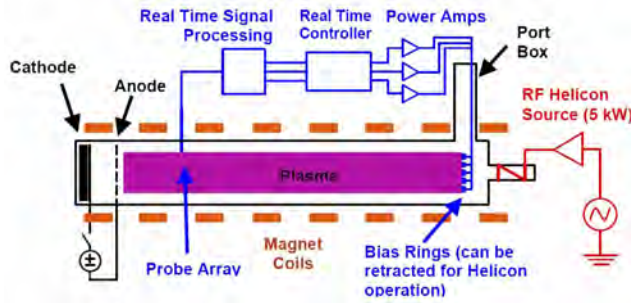 Real Time Signal
Processing
Real Time
Controller
Power Amps
Port
Box
Cathode
Anode
RF Helicon
Source (5 kW)
Plasma
Probe Array
Magnet
Coils
Bias Rings (can be
retracted for Helicon
operation)